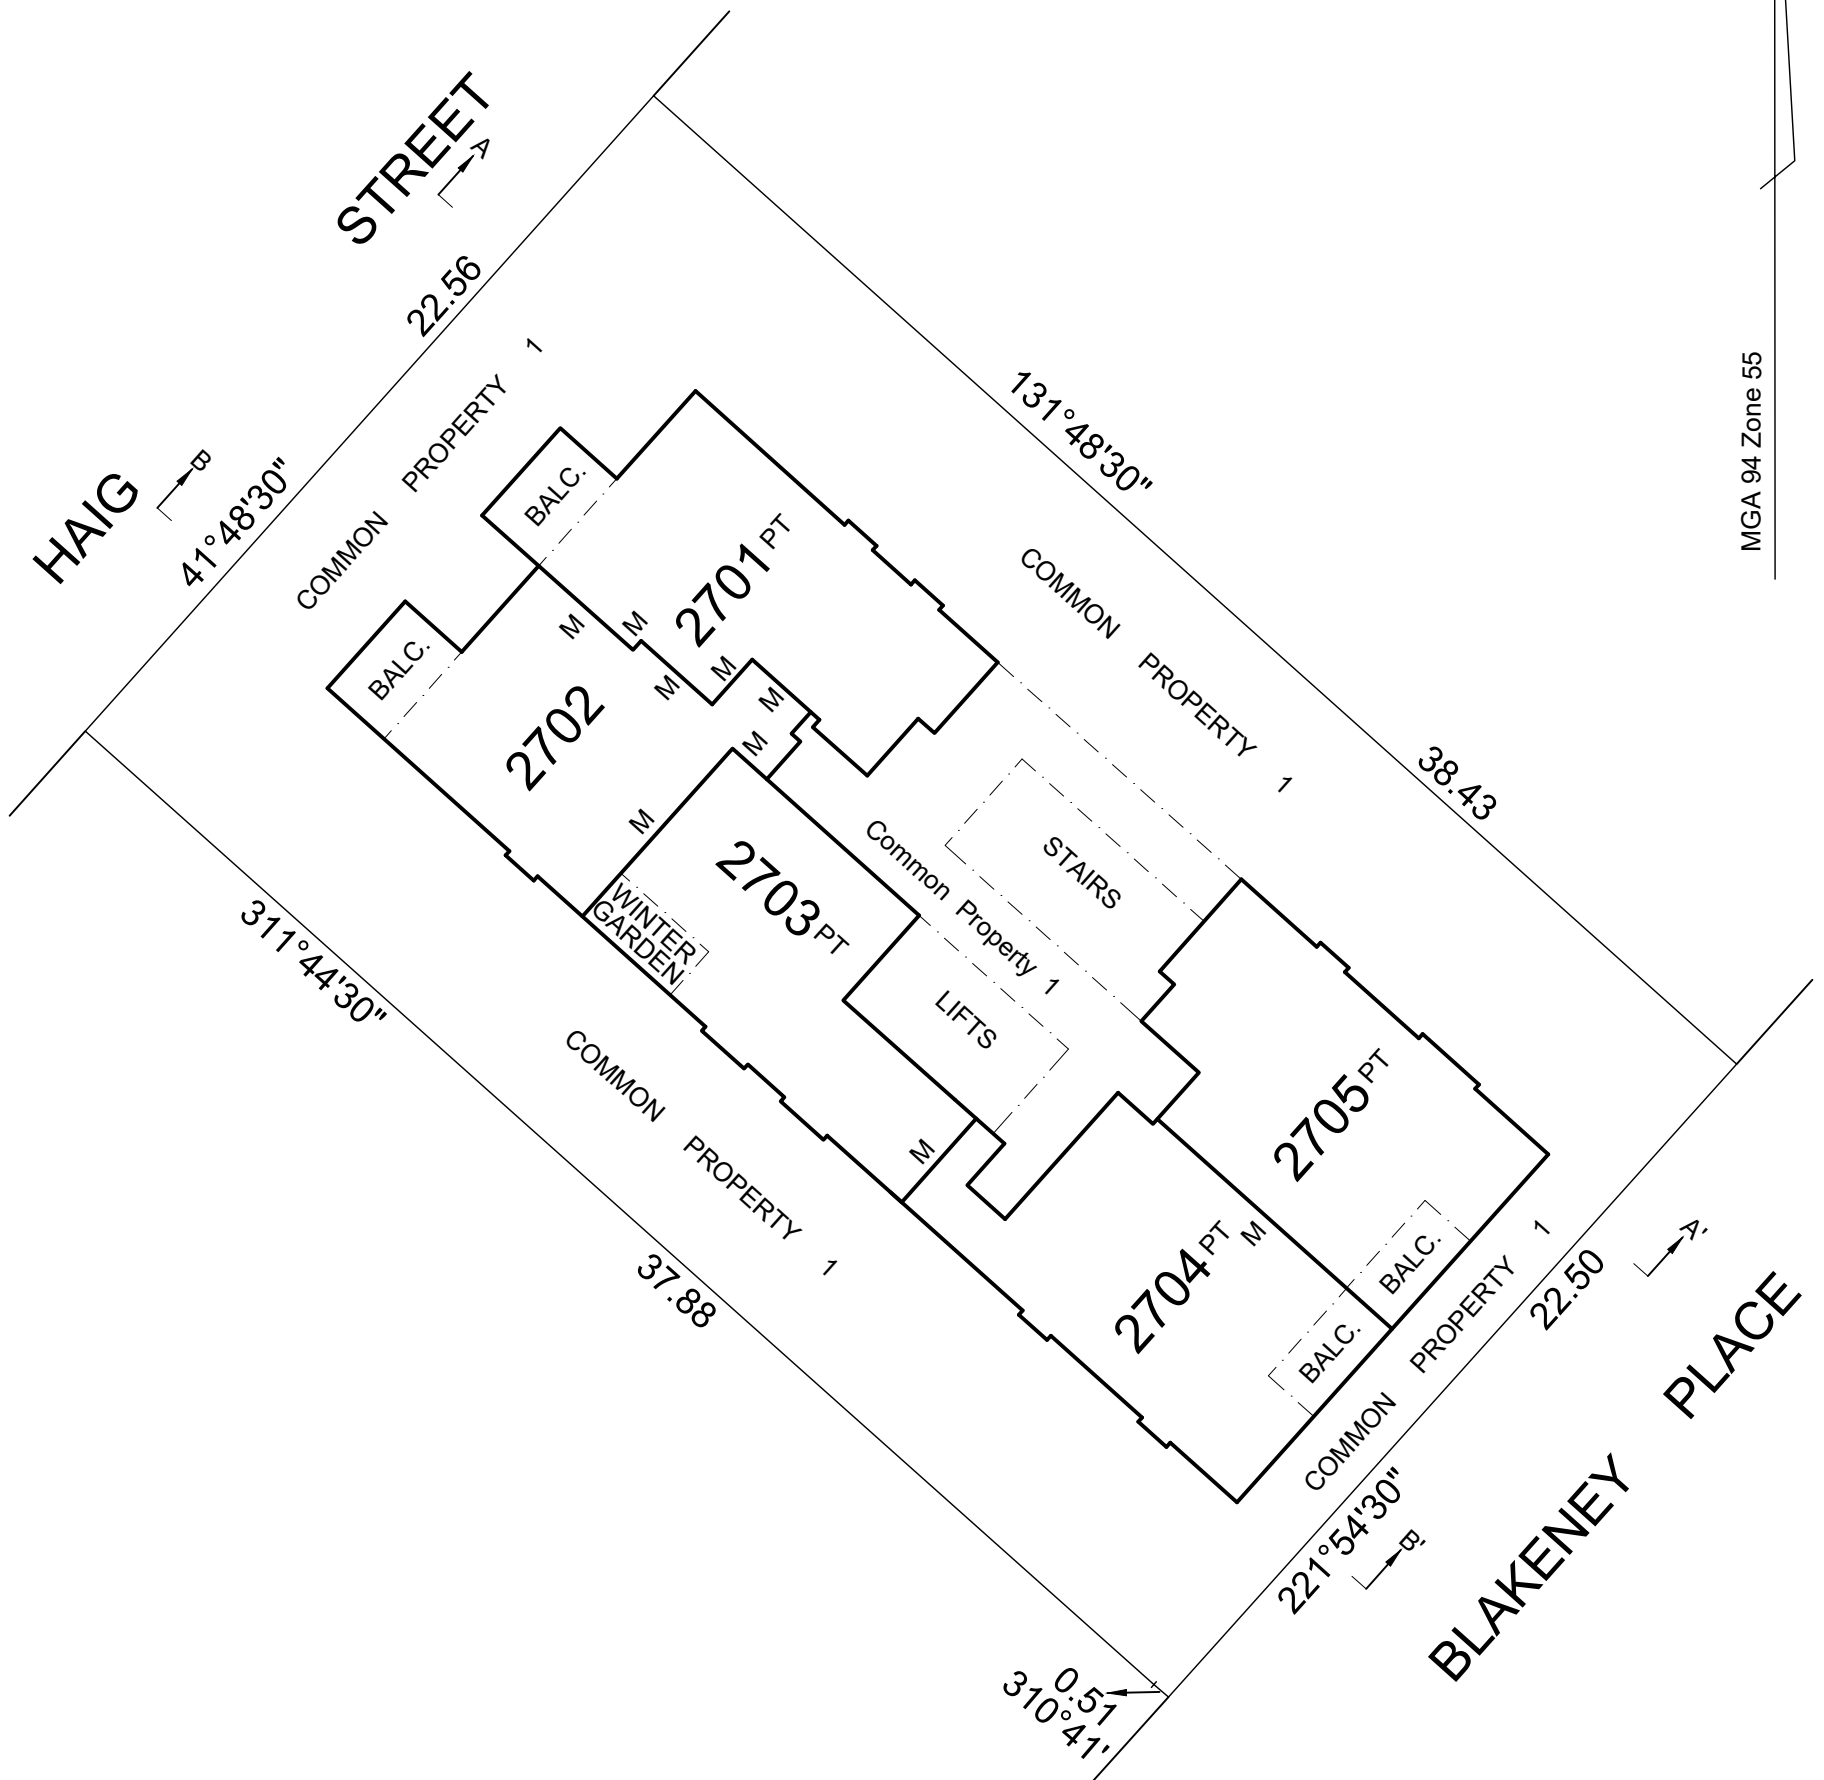 HAIG STREET
A
22.56
41°48'30"
B
COMMON PROPERTY 1
131°48'30"
38.43
MGA 94 Zone 55
COMMON PROPERTY 1
BALC.
2701 PT
M
M
M
M
M
M
BALC.
2702
M
2703 PT
WINTER
GARDEN
Common Property 1
STAIRS
LIFTS
311°44'30"
37.88
COMMON PROPERTY 1
M
2705 PT
BALC.
2704 PT
M
BALC.
COMMON PROPERTY 1
22.50
221°54'30"
A'
B'
BLAKENEY PLACE
0.51
310°41'